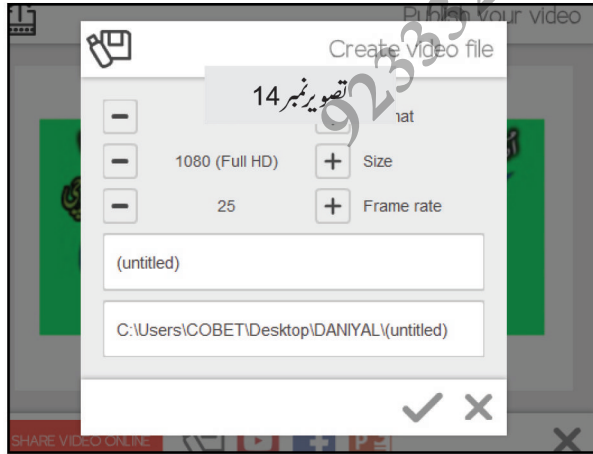 Publish your video
Create video file
تصویر نمبر 14
1080 (Full HD)
Size
25
Frame rate
(untitled)
C:\Users\COBET\Desktop\DANIYAL\(untitled)
SHARE VIDEO ONLINE